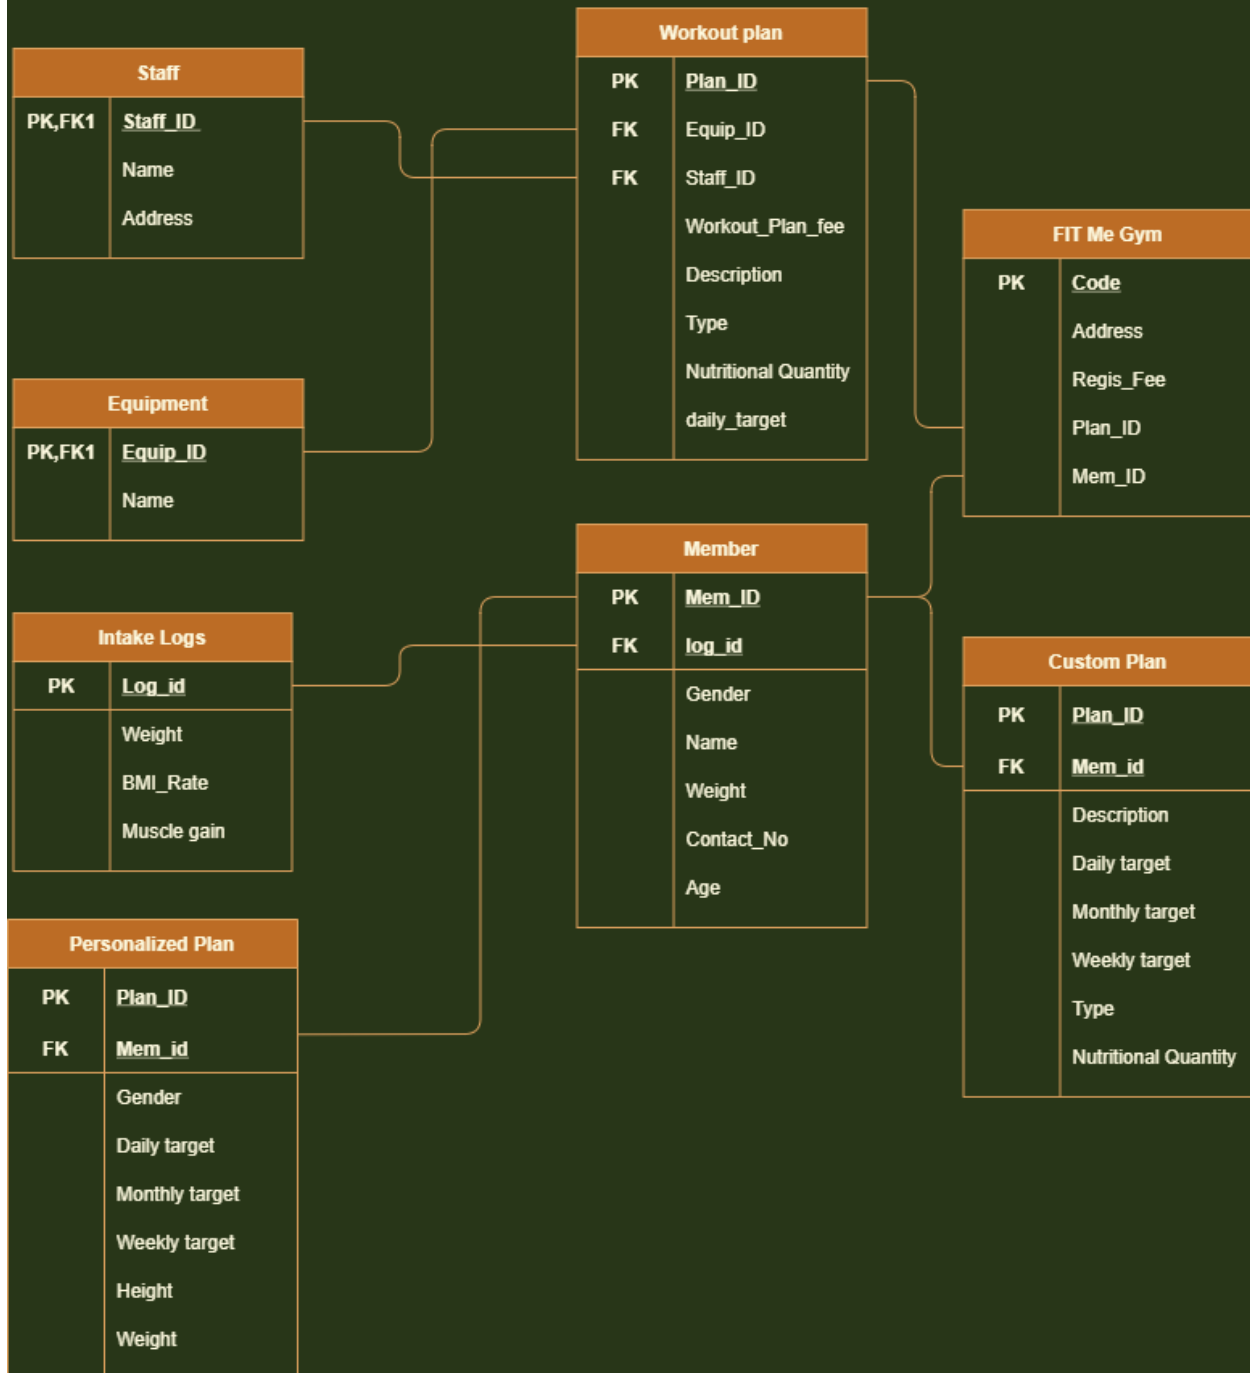 Staff
PK,FK1 Staff_ID
Name
Address
Equipment
PK,FK1 Equip_ID
Name
Intake Logs
PK Log_id
Weight
BMI_Rate
Muscle gain
Personalized Plan
PK Plan_ID
FK Mem_id
Gender
Daily target
Monthly target
Weekly target
Height
Weight
Workout plan
PK Plan_ID
FK Equip_ID
FK Staff_ID
Workout_Plan_fee
Description
Type
Nutritional Quantity
daily_target
Member
PK Mem_ID
FK log_id
Gender
Name
Weight
Contact_No
Age
FIT Me Gym
PK Code
Address
Regis_Fee
Plan_ID
Mem_ID
Custom Plan
PK Plan_ID
FK Mem_id
Description
Daily target
Monthly target
Weekly target
Type
Nutritional Quantity